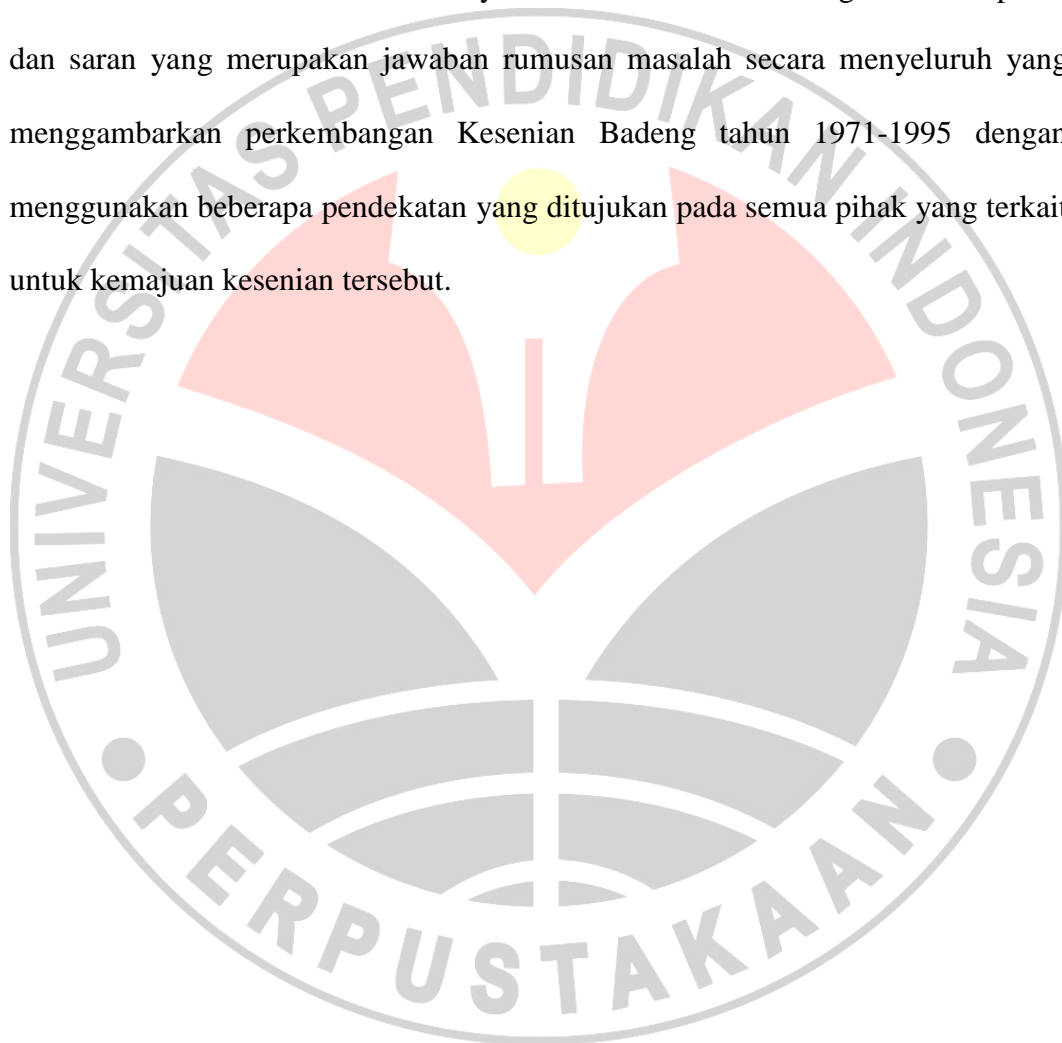 dan saran yang merupakan jawaban rumusan masalah secara menyeluruh yang
menggambarkan perkembangan Kesenian Badeng tahun 1971-1995 dengan
menggunakan beberapa pendekatan yang ditujukan pada semua pihak yang terkait
untuk kemajuan kesenian tersebut.
UNIVERSITAS PENDIDIKAN INDONESIA
PERPUSTAKAAN